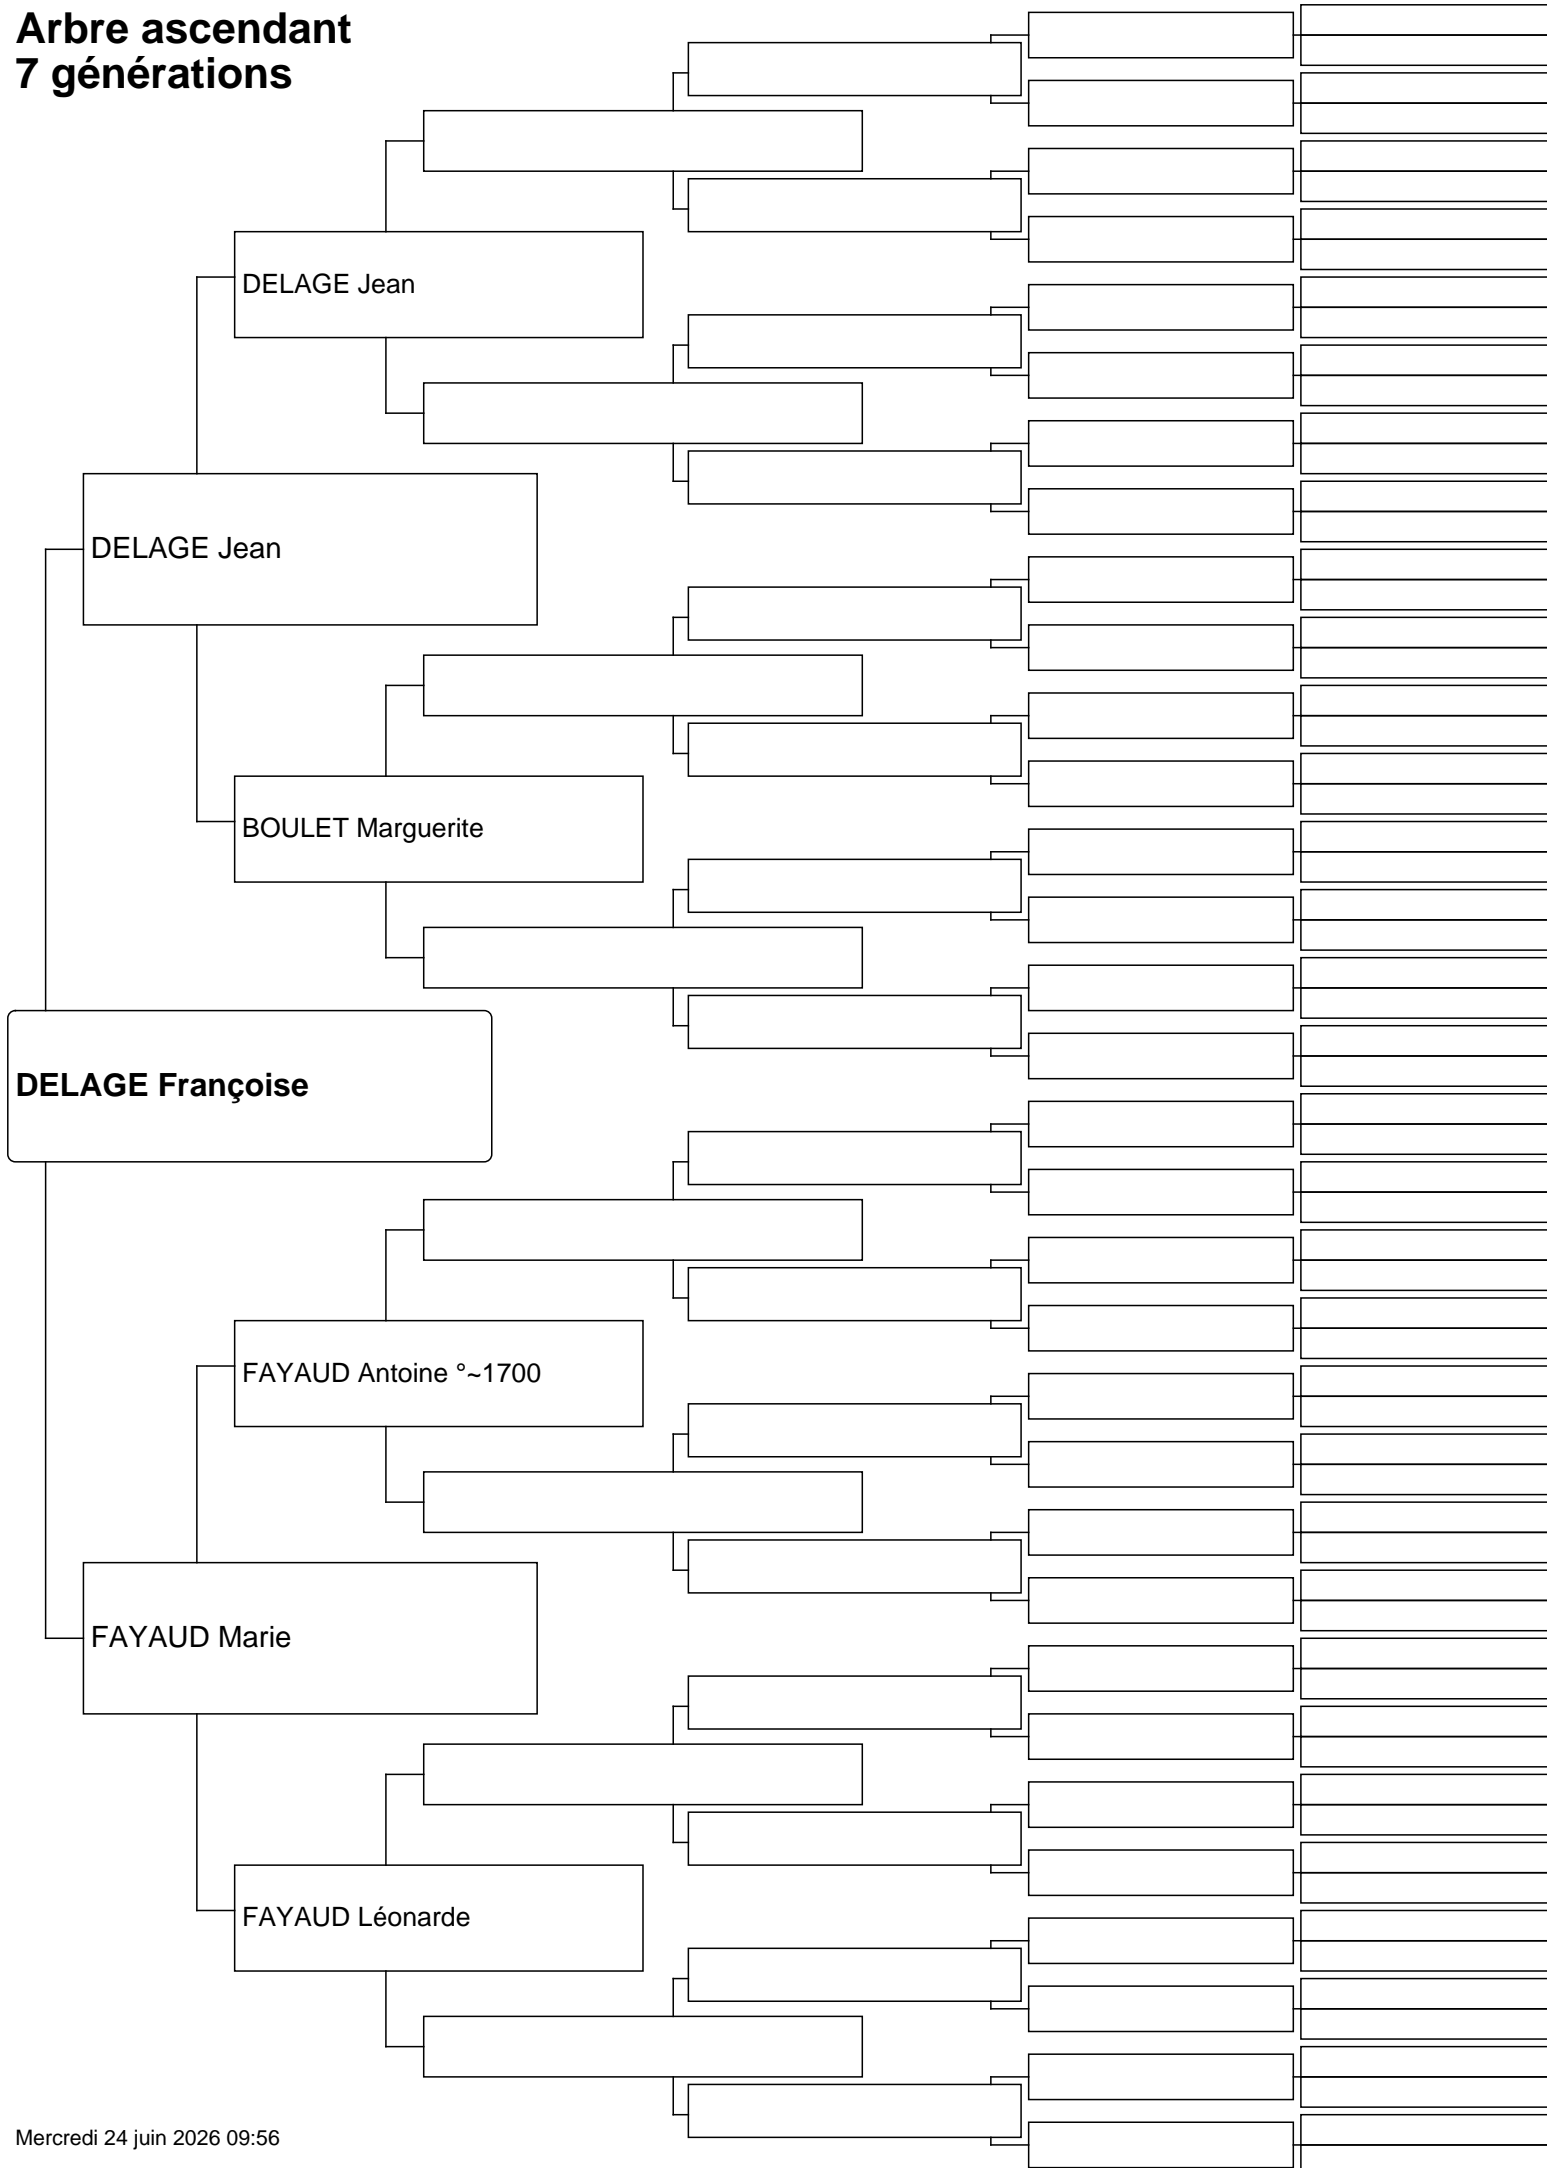 Arbre ascendant
7 générations
DELAGE Jean
DELAGE Jean
BOULET Marguerite
DELAGE Françoise
FAYAUD Antoine °~1700
FAYAUD Marie
FAYAUD Léonarde
Mercredi 24 juin 2026 09:56